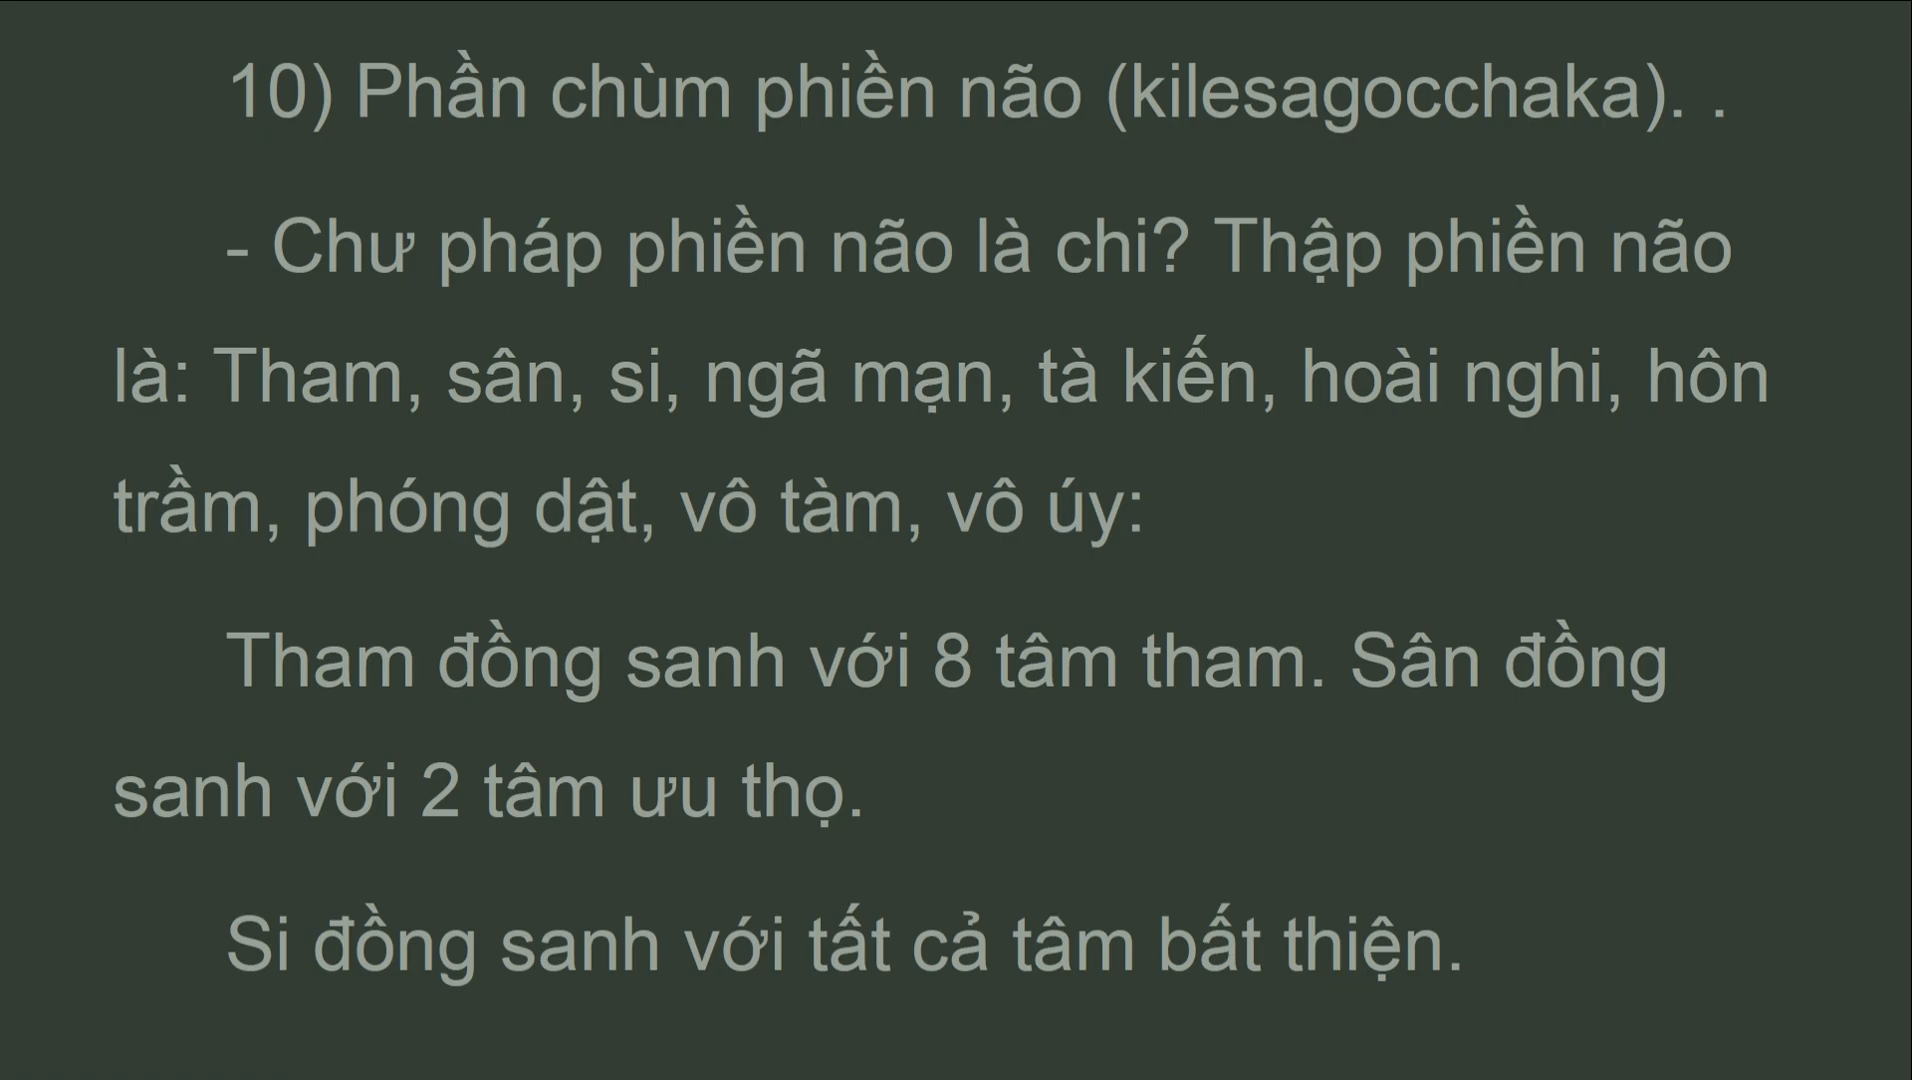 10) Phần chùm phiền não (kilesagocchaka). .
- Chư pháp phiền não là chi? Thập phiền não
là: Tham, sân, si, ngã mạn, tà kiến, hoài nghi, hôn
trầm, phóng dật, vô tàm, vô úy:
Tham đồng sanh với 8 tâm tham. Sân đồng
sanh với 2 tâm ưu thọ.
Si đồng sanh với tất cả tâm bất thiện.